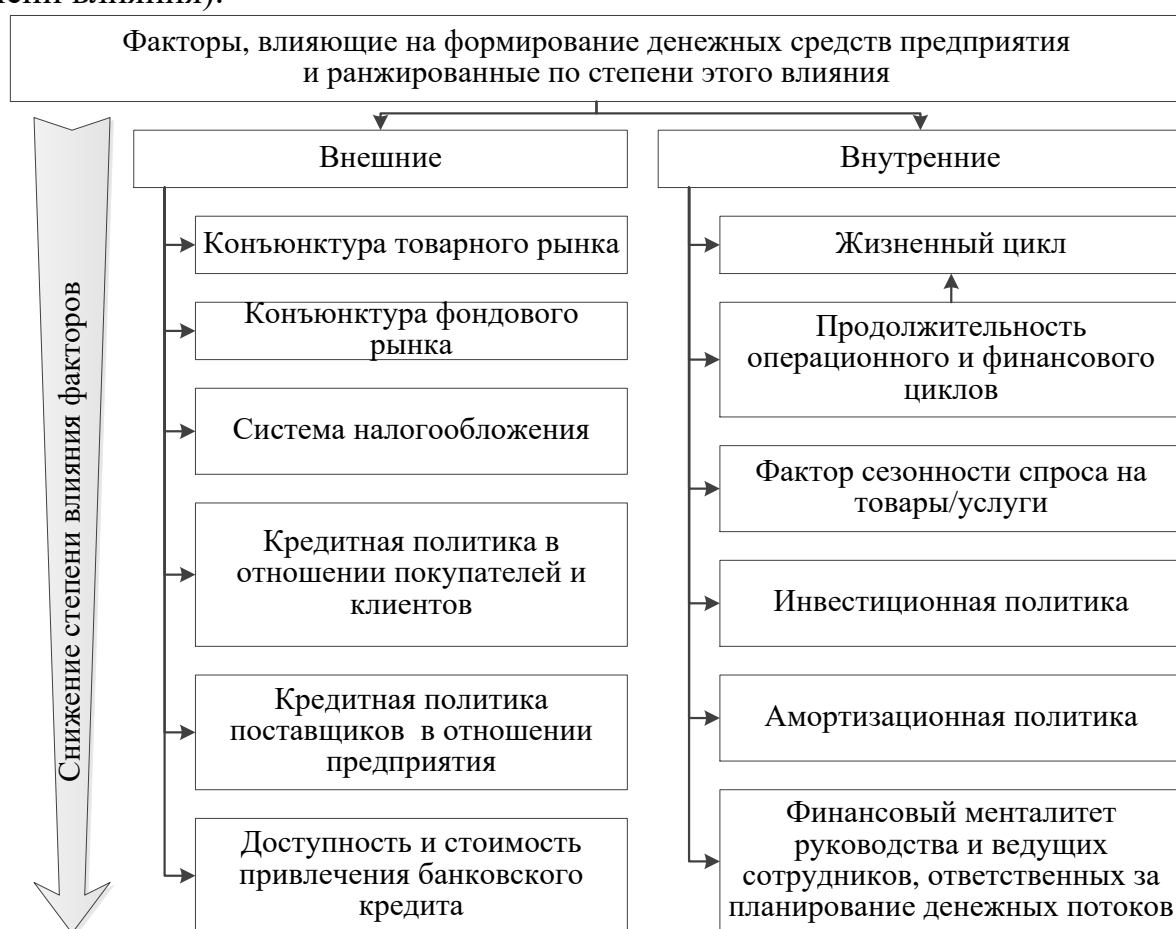 Факторы, влияющие на формирование денежных средств предприятия
и ранжированные по степени этого влияния
Снижение степени влияния факторов
Внешние
Конъюнктура товарного рынка
Конъюнктура фондового
рынка
Система налогообложения
Кредитная политика в
отношении покупателей и
клиентов
Кредитная политика
поставщиков в отношении
предприятия
Доступность и стоимость
привлечения банковского
кредита
Внутренние
Жизненный цикл
Продолжительность
операционного и финансового
циклов
Фактор сезонности спроса на
товары/услуги
Инвестиционная политика
Амортизационная политика
Финансовый менталитет
руководства и ведущих
сотрудников, ответственных за
планирование денежных потоков